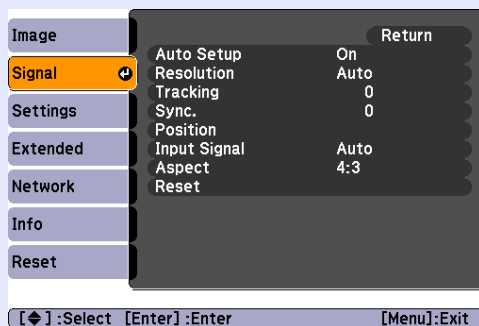 Image
Signal
Settings
Extended
Network
Info
Reset
Return
Auto Setup On
Resolution Auto
Tracking 0
Sync. 0
Position
Input Signal Auto
Aspect 4:3
Reset
[◆] :Select [Enter] :Enter [Menu]:Exit